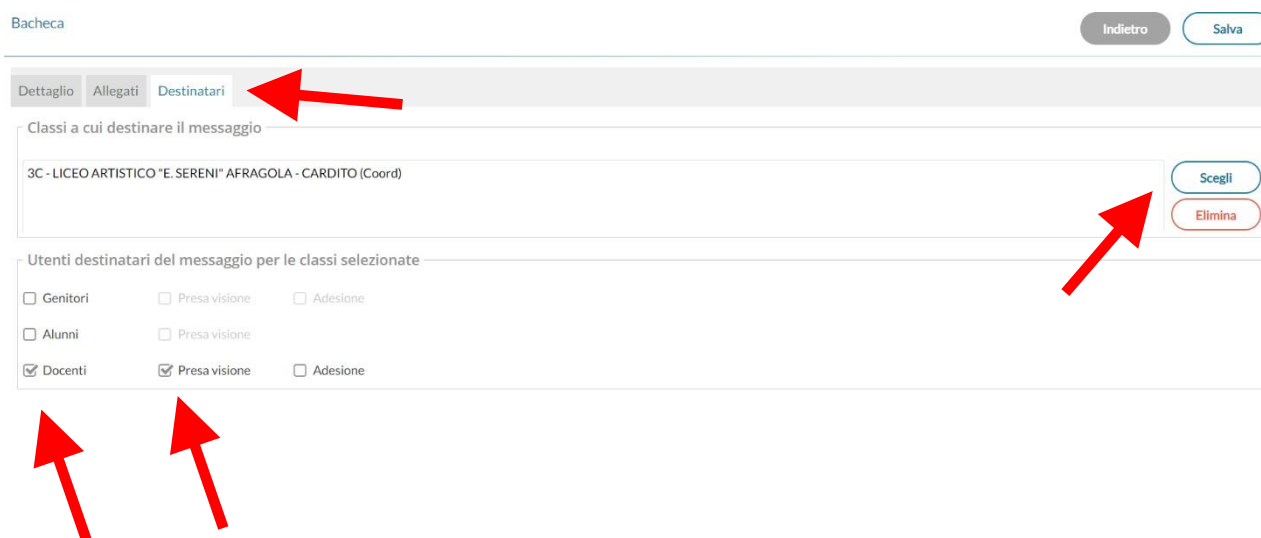 Bacheca
Indietro
Salva
Dettaglio Allegati Destinatari
Classi a cui destinare il messaggio
3C - LICEO ARTISTICO "E. SERENI" AFRAGOLA - CARDITO (Coord)
Scegli
Elimina
Utenti destinatari del messaggio per le classi selezionate
Genitori Presa visione Adesione
Alunni Presa visione
Docenti Presa visione Adesione